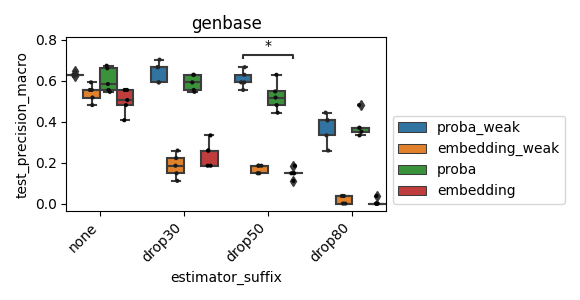 genbase
*
test_precision_macro
0.8
0.6
0.4
0.2
0.0
none
drop30
drop50
drop80
estimator_suffix
proba_weak
embedding_weak
proba
embedding